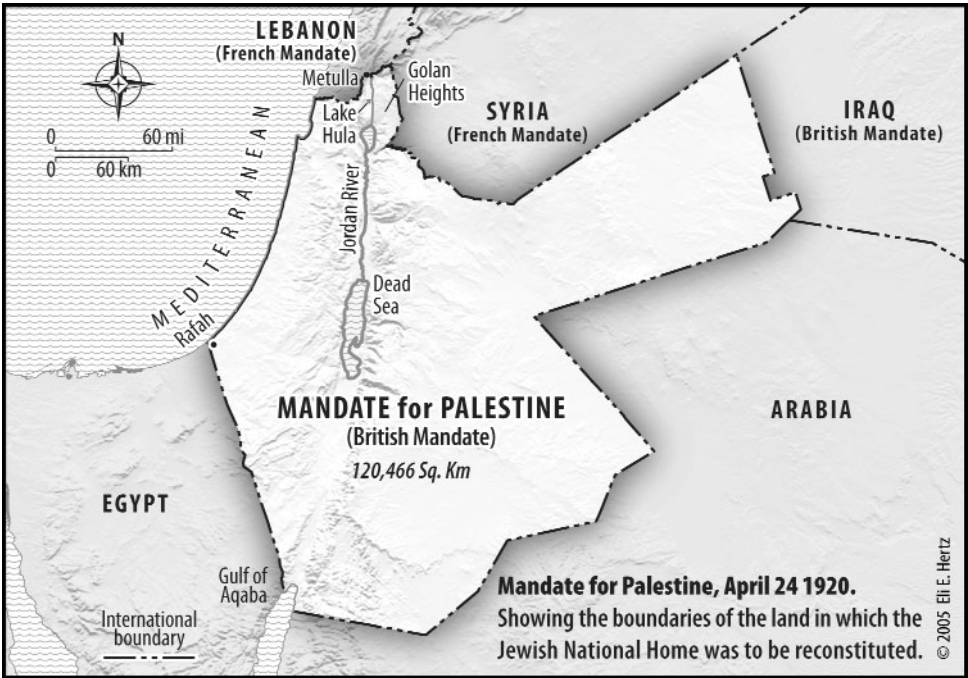 LEBANON
(French Mandate)
N
Metulla
Golan
Heights
SYRIA
(French Mandate)
IRAQ
(British Mandate)
0 60 mi
0 60 km
Lake
Hula
MEDITERRANEAN
Jordan River
Dead
Sea
Rafah
MANDATE for PALESTINE
(British Mandate)
120,466 Sq. Km
ARABIA
EGYPT
Gulf of
Aqaba
International
boundary
Mandate for Palestine, April 24 1920.
Showing the boundaries of the land in which the
Jewish National Home was to be reconstituted.
© 2005 Eli E. Hertz